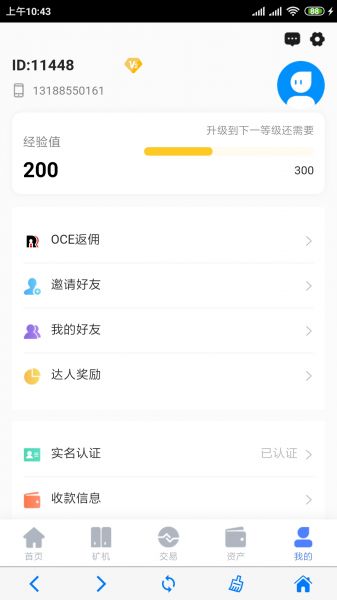 上午10:43
88
ID:11448
V2
13188550161
升级到下一等级还需要
经验值
200
300
OCE返佣
邀请好友
我的好友
达人奖励
实名认证
已认证
收款信息
首页
矿机
交易
资产
我的